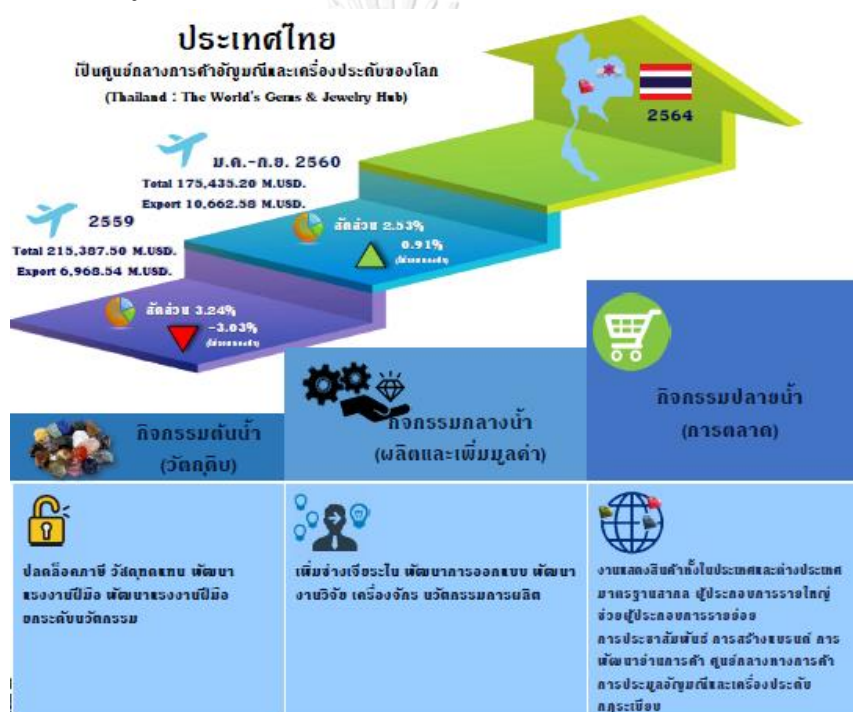 ประเทศไทย
เป็นศูนย์กลางการค้าอัญมณีและเครื่องประดับของโลก
(Thailand : The World's Gems & Jewelry Hub)
2564
ม.ค.-ก.ย. 2560
Total 175,435.20 M.USD.
Export 10,662.58 M.USD.
2559
Total 215,387.50 M.USD.
Export 6,968.54 M.USD.
สัดส่วน 2.53%
0.91%
สัดส่วน 3.24%
-3.03%
กิจกรรมต้นน้ำ
(วัตถุดิบ)
กิจกรรมกลางน้ำ
(ผลิตและเพิ่มมูลค่า)
กิจกรรมปลายน้ำ
(การตลาด)
ปลดล็อคภาษี วัสดุทดแทน พัฒนา
แรงงานฝีมือ พัฒนาแรงงานฝีมือ
ยกระดับนวัตกรรม
เพิ่มช่างเจียระไน พัฒนาการออกแบบ พัฒนา
งานวิจัย เครื่องจักร นวัตกรรมการผลิต
งานแสดงสินค้าทั้งในประเทศและต่างประเทศ
มาตรฐานสากล ผู้ประกอบการรายใหญ่
ช่วยผู้ประกอบการรายย่อย
การประชาสัมพันธ์ การสร้างแบรนด์ การ
พัฒนาย่านการค้า ศูนย์กลางทางการค้า
การประมูลอัญมณีและเครื่องประดับ
กฎระเบียบ